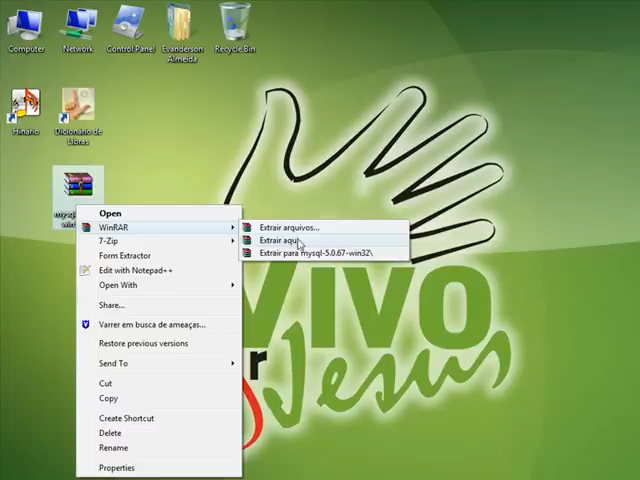 Computer
Network
Control Panel
Evanderson
Almeida
Recycle Bin
Hinario
Dicionário de
Libras
Open
WinRAR
Extrair arquivos...
Extrair aqui
7-Zip
Extrair para mysql-5.0.67-win32\
Form Extractor
Edit with Notepad++
Open With
Share...
Varrer em busca de ameaças...
Restore previous versions
Send To
Cut
Copy
Create Shortcut
Delete
Rename
Properties
VIVO
Jesus